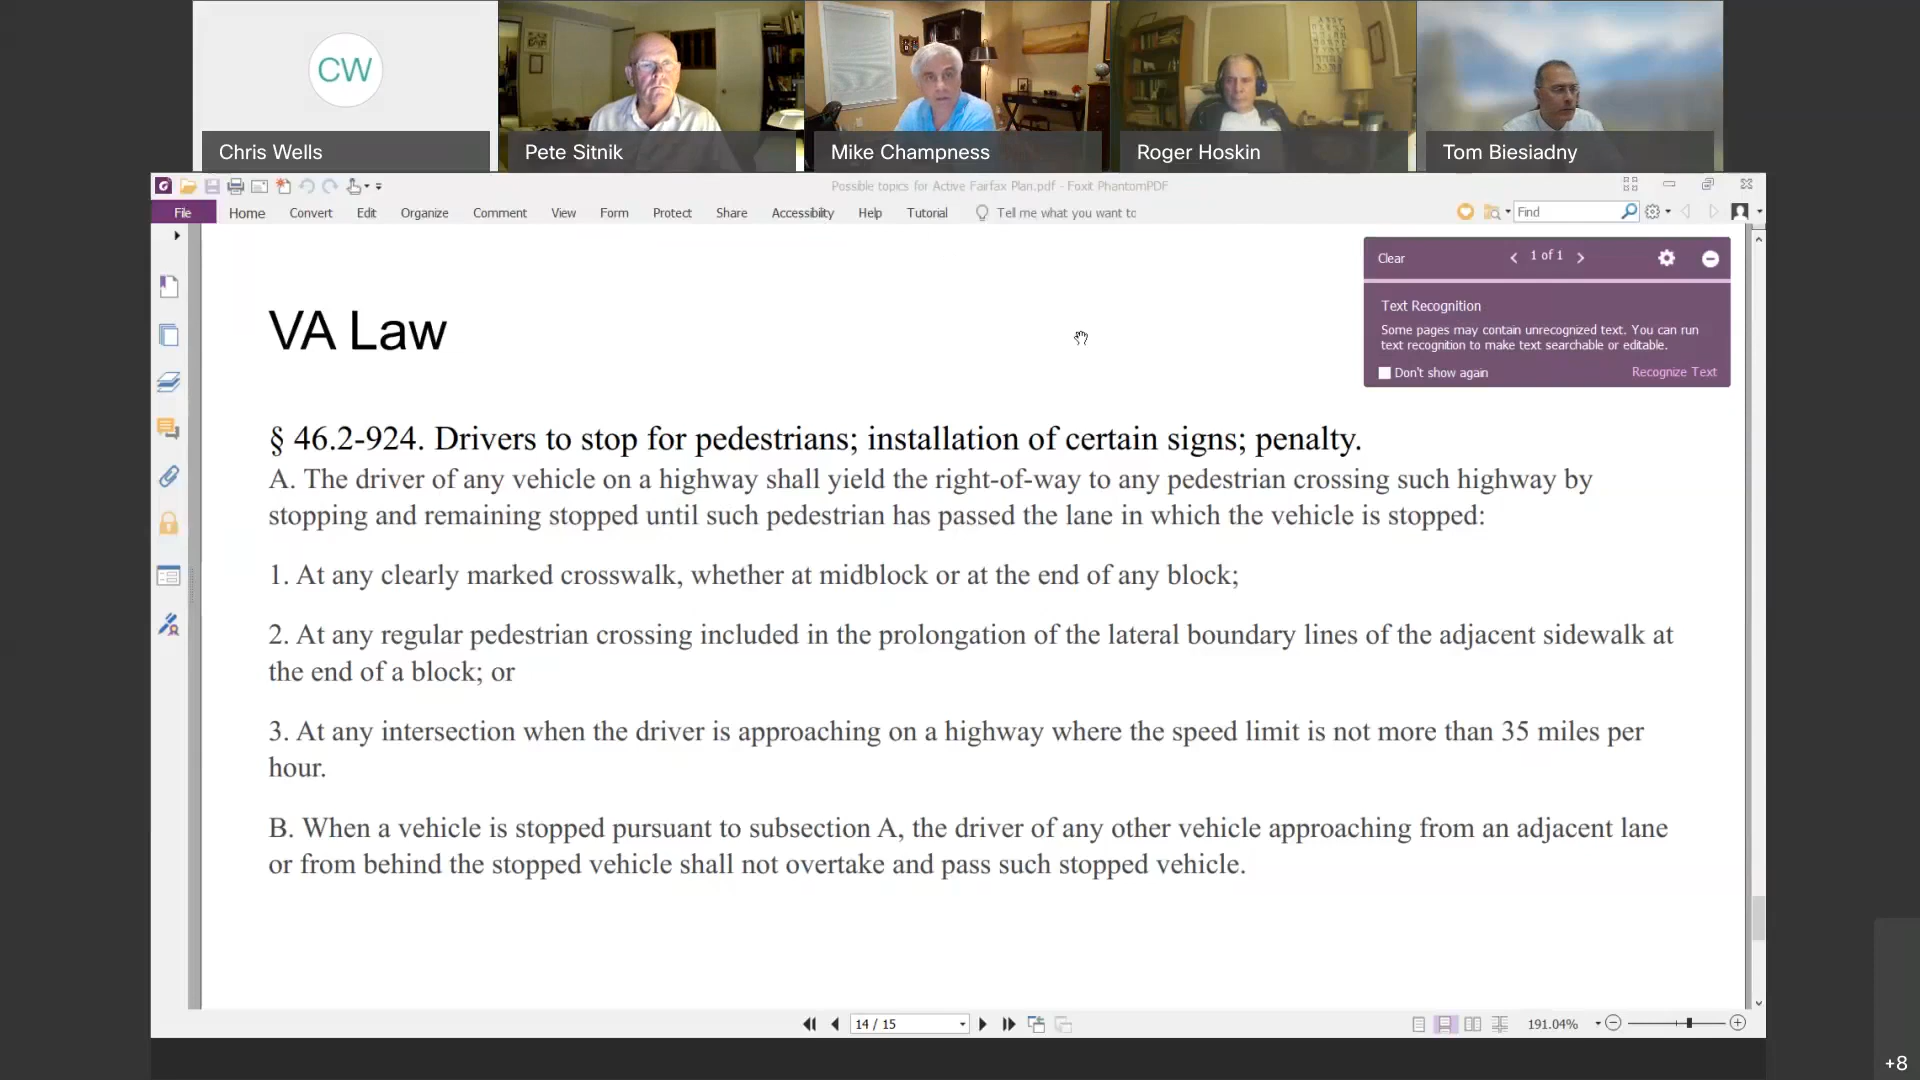 CW
Chris Wells
Pete Sitnik
Mike Champness
Roger Hoskin
Tom Biesiadny
Possible topics for Active Fairfax Plan.pdf - Foxit PhantomPDF
File Home Convert Edit Organize Comment View Form Protect Share Accessibility Help Tutorial Tell me what you want to Find
Clear 1 of 1
Text Recognition
Some pages may contain unrecognized text. You can run
text recognition to make text searchable or editable.
Don't show again Recognize Text
VA Law
§ 46.2-924. Drivers to stop for pedestrians; installation of certain signs; penalty.
A. The driver of any vehicle on a highway shall yield the right-of-way to any pedestrian crossing such highway by
stopping and remaining stopped until such pedestrian has passed the lane in which the vehicle is stopped:
1. At any clearly marked crosswalk, whether at midblock or at the end of any block;
2. At any regular pedestrian crossing included in the prolongation of the lateral boundary lines of the adjacent sidewalk at
the end of a block; or
3. At any intersection when the driver is approaching on a highway where the speed limit is not more than 35 miles per
hour.
B. When a vehicle is stopped pursuant to subsection A, the driver of any other vehicle approaching from an adjacent lane
or from behind the stopped vehicle shall not overtake and pass such stopped vehicle.
14 / 15
191.04%
+8